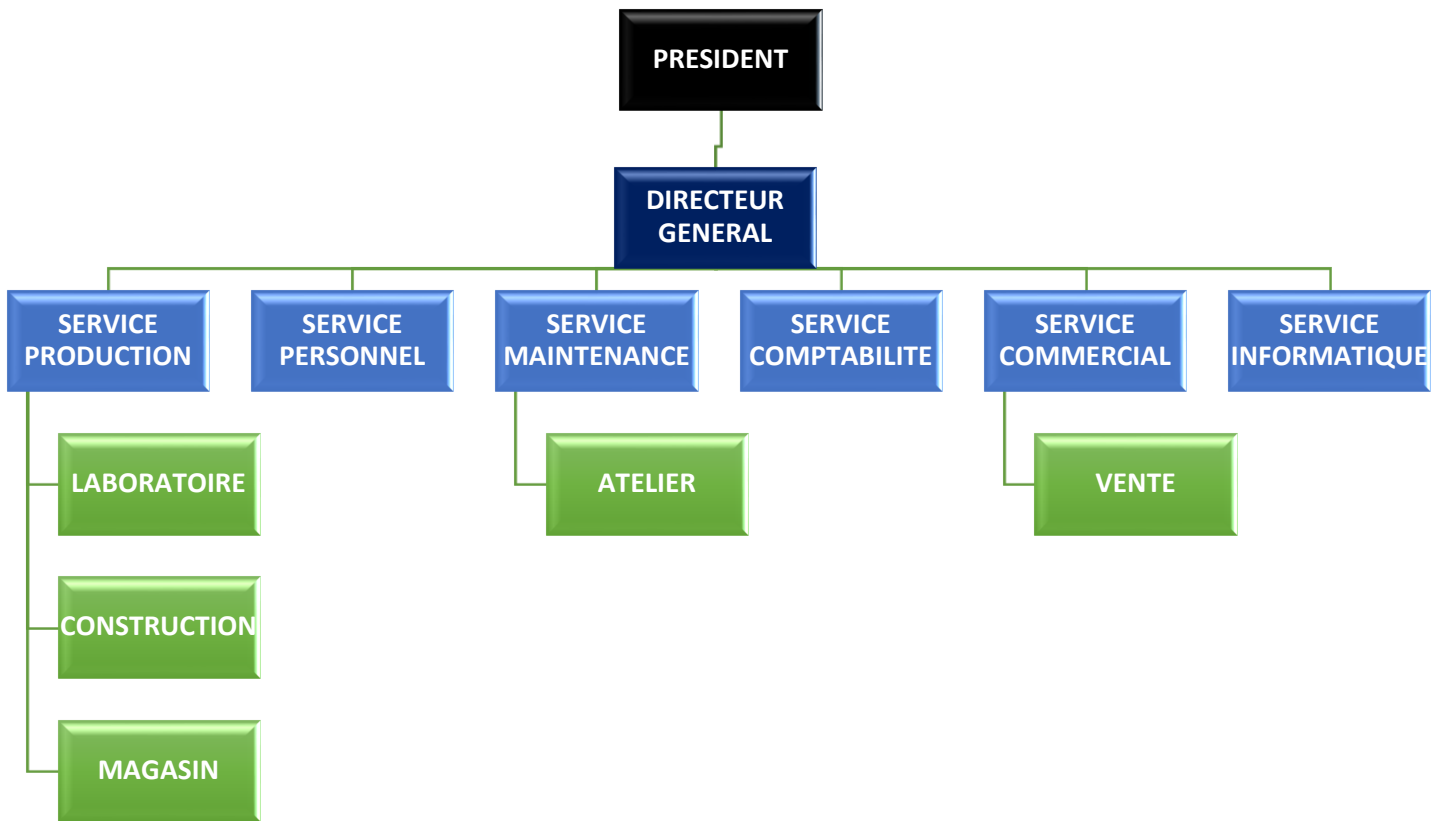 PRESIDENT
DIRECTEUR
GENERAL
SERVICE
PRODUCTION
SERVICE
PERSONNEL
SERVICE
MAINTENANCE
SERVICE
COMPTABILITE
SERVICE
COMMERCIAL
SERVICE
INFORMATIQUE
LABORATOIRE
ATELIER
VENTE
CONSTRUCTION
MAGASIN